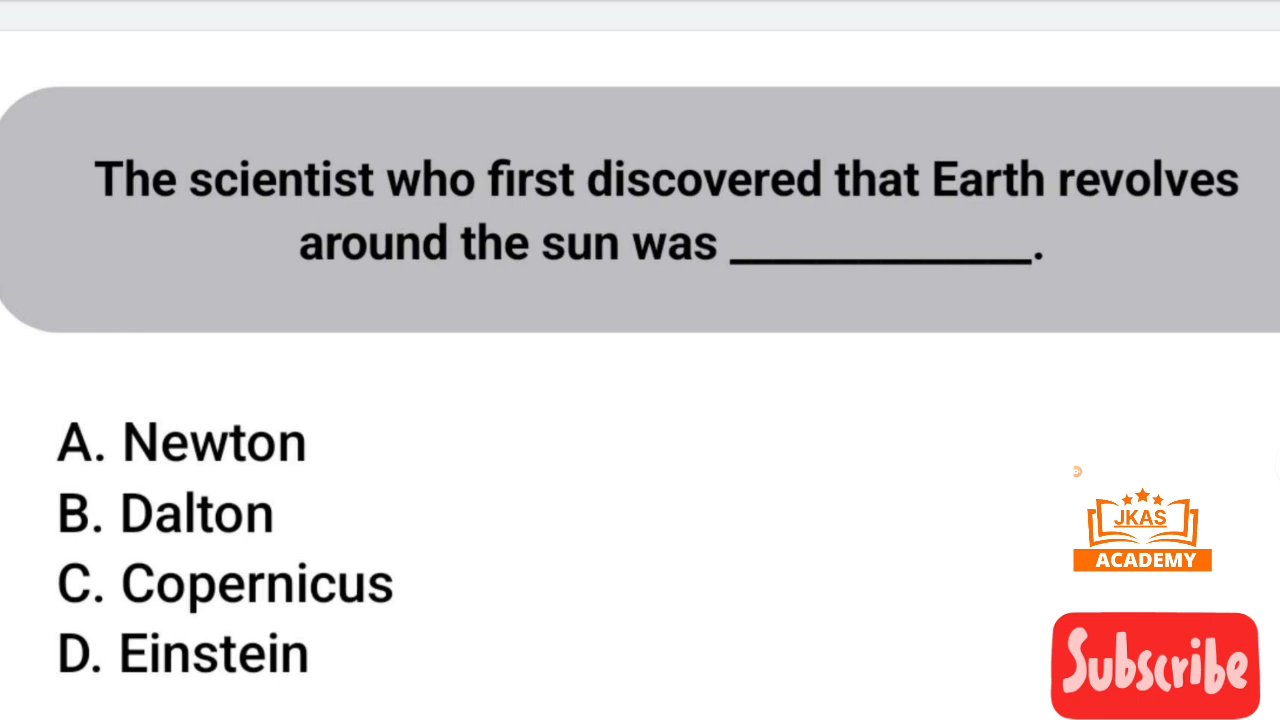 The scientist who first discovered that Earth revolves
around the sun was ______________.
A. Newton
B. Dalton
C. Copernicus
D. Einstein
JKAS
ACADEMY
Subscribe